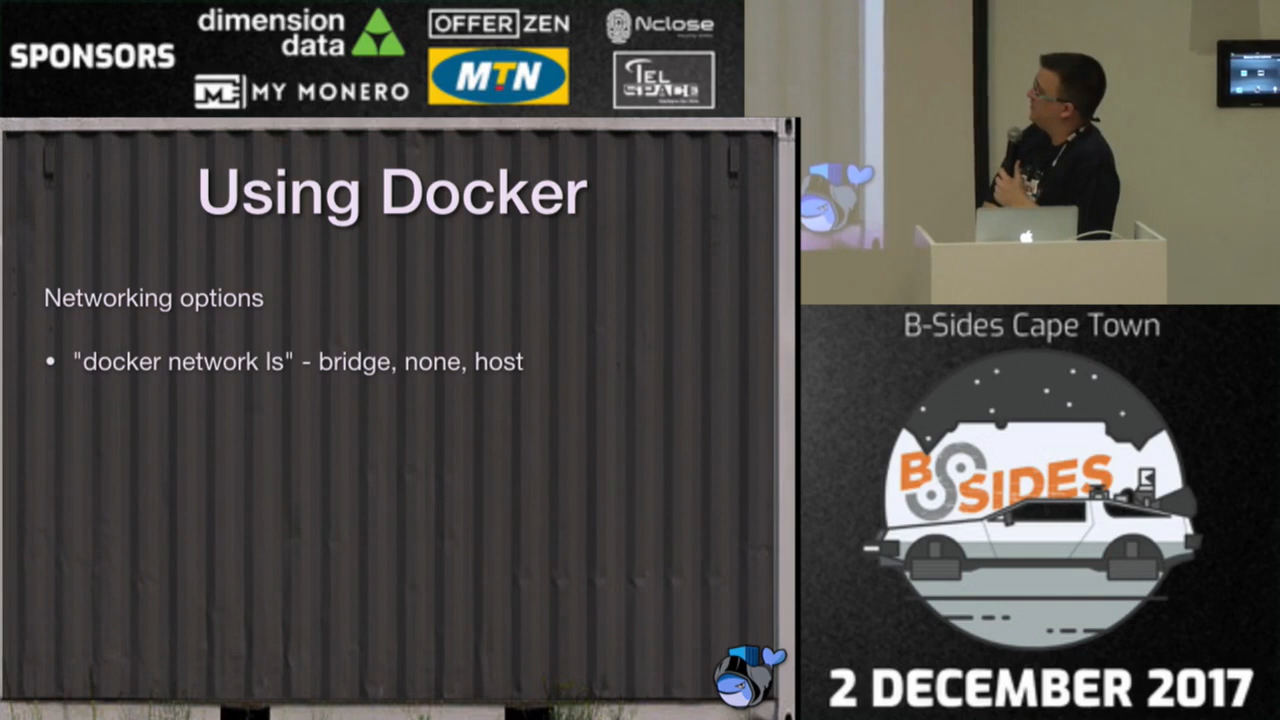 SPONSORS
dimension
data
MY MONERO
OFFERZEN
MTN
Nclose
TEL
SPACE
Using Docker
Networking options
• "docker network ls" - bridge, none, host
B-Sides Cape Town
BSIDES
2 DECEMBER 2017